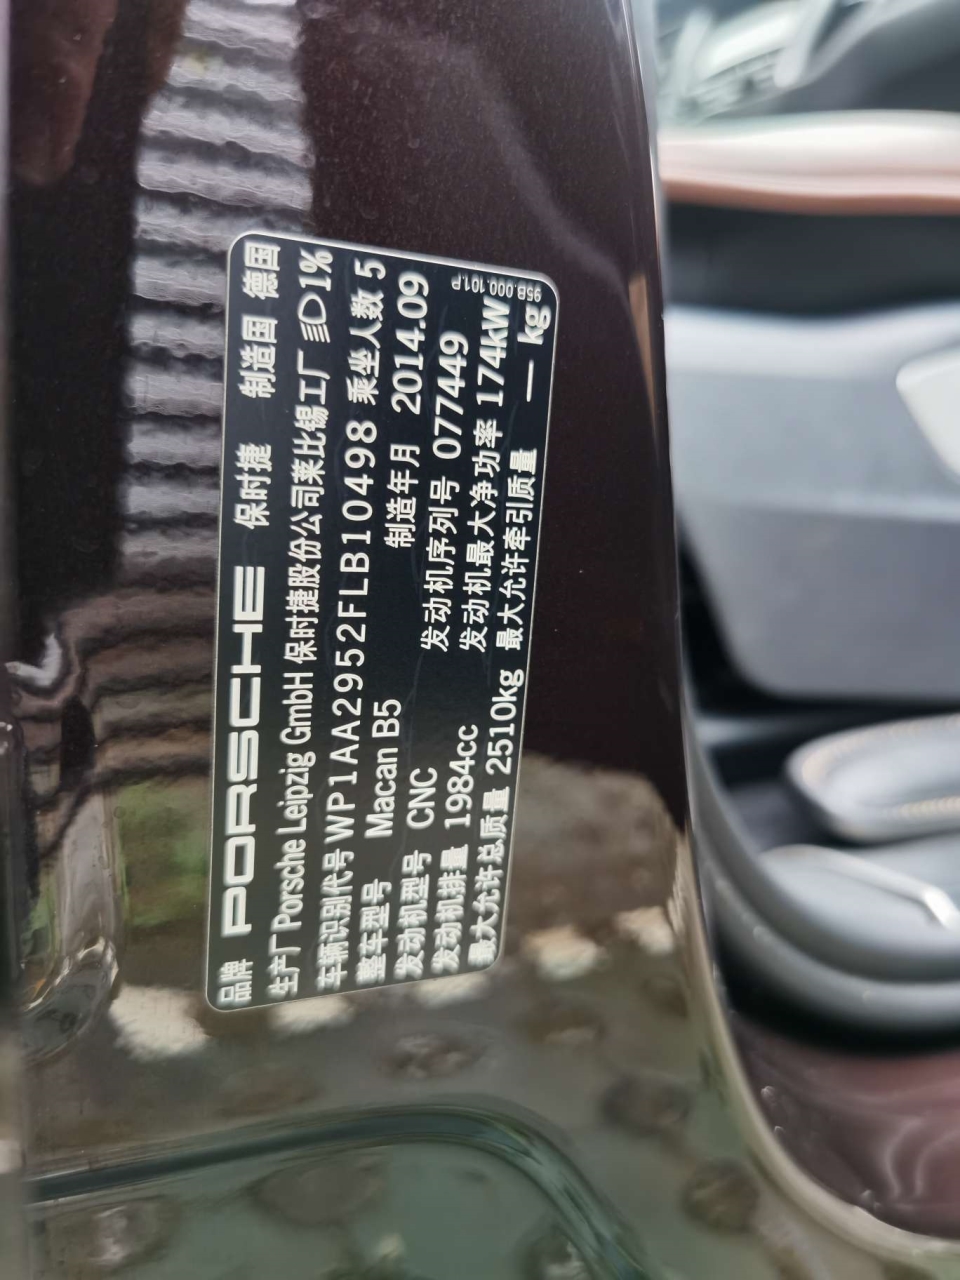 品牌 PORSCHE 保时捷 制造国 德国
生产厂 Porsche Leipzig GmbH 保时捷股份公司莱比锡工厂 1%
车辆识别代号 WP1AA2952FLB10498 乘坐人数 5
整车型号 Macan B5 制造年月 2014.09
发动机型号 CNC 发动机序列号 077449
发动机排量 1984cc 发动机最大净功率 174kW
最大允许总质量 2510kg 最大允许牵引质量 — kg
95B.000.101.P